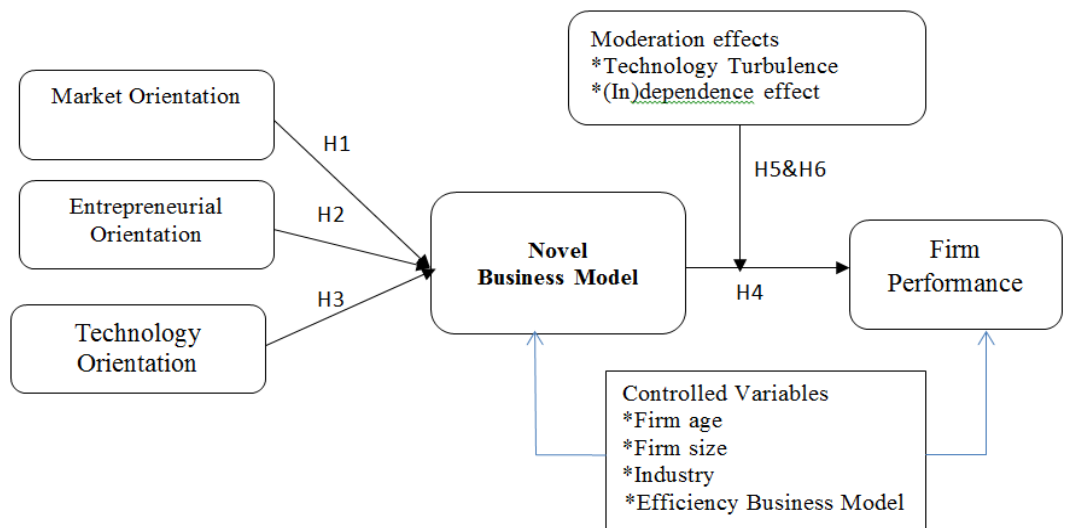 Market Orientation
H1
Entrepreneurial
Orientation
H2
Technology
Orientation
H3
Novel
Business Model
Moderation effects
*Technology Turbulence
*(In)dependence effect
H5&H6
H4
Firm
Performance
Controlled Variables
*Firm age
*Firm size
*Industry
*Efficiency Business Model